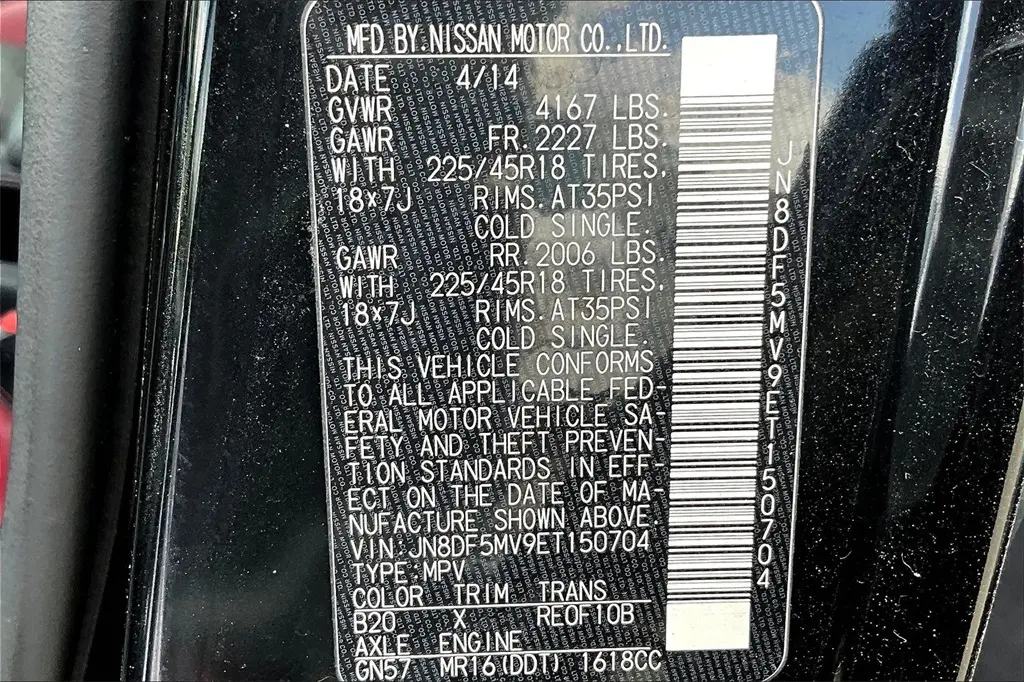 MFD BY.NISSAN MOTOR CO.,LTD.
DATE 4/14
GVWR 4167 LBS.
GAWR FR.2227 LBS.
WITH 225/45R18 TIRES.
18×7J RIMS.AT35PSI
COLD SINGLE.
GAWR RR.2006 LBS.
WITH 225/45R18 TIRES.
18×7J RIMS.AT35PSI
COLD SINGLE.
THIS VEHICLE CONFORMS
TO ALL APPLICABLE FED-
ERAL MOTOR VEHICLE SA-
FETY AND THEFT PREVEN-
TION STANDARDS IN EFF-
ECT ON THE DATE OF MA-
NUFACTURE SHOWN ABOVE.
VIN:JN8DF5MV9ET150704
TYPE:MPV
COLOR TRIM TRANS
B20 X RE0F10B
AXLE ENGINE
GN57 MR16(DDT) 1618CC
JN8DF5MV9ET150704